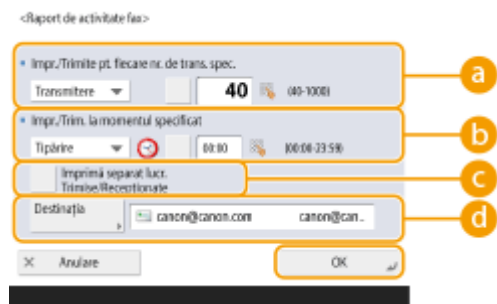 <Raport de activitate fax>
Impr./Trimite pt. fiecare nr. de trans. spec.
Transmitere 40 (40-1000)
a
Impr./Trim. la momentul specificat
Tipărire 00:00 (00:00-23:59)
b
Imprimă separat lucr.
Trimise/Recepționate
c
Destinația canon@canon.com canon@can..
d
× Anulare OK